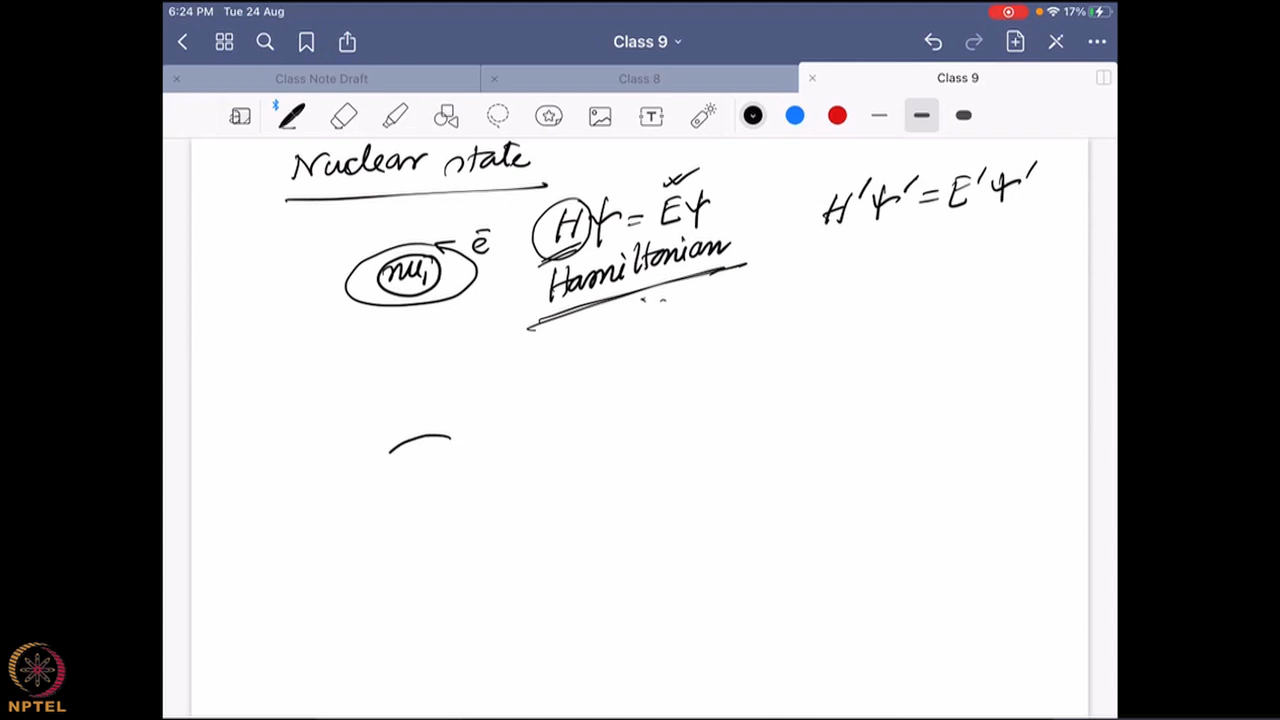 6:24 PM Tue 24 Aug
17%
Class 9
Class Note Draft
Class 8
Class 9
T
Nuclear state
Hψ = Eψ
H'ψ' = E'ψ'
ē
Hamiltonian
NPTEL